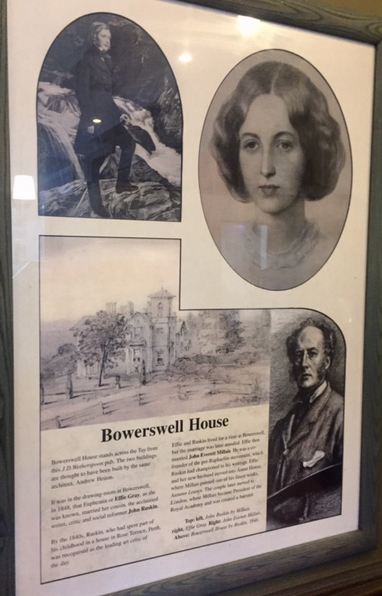 Bowerswell House
Bowerswell House stands across the Tay from
this J D Wetherspoon pub. The two buildings
are thought to have been built by the same
architect, Andrew Heiton.
It was in the drawing room at Bowerswell,
in 1848, that Euphemia or Effie Gray, as she
was known, married her cousin, the acclaimed
artist, critic and social reformer John Ruskin.
By the 1840s, Ruskin, who had spent part of
his childhood in a house in Rose Terrace, Perth,
was recognised as the leading art critic of
the day.
Effie and Ruskin lived for a time at Bowerswell,
but the marriage was later annulled. Effie then
married John Everett Millais. He was a co-
founder of the pre-Raphaelite movement, which
Ruskin had championed in his writings. Effie
and her new husband moved into Annat House,
where Millais painted one of his finest works,
Autumn Leaves. The couple later moved to
London, where Millais became President of the
Royal Academy and was created a baronet.
Top: left, John Ruskin by Millais;
right, Effie Gray. Right: John Everett Millais.
Above: Bowerswell House by Ruskin, 1848.